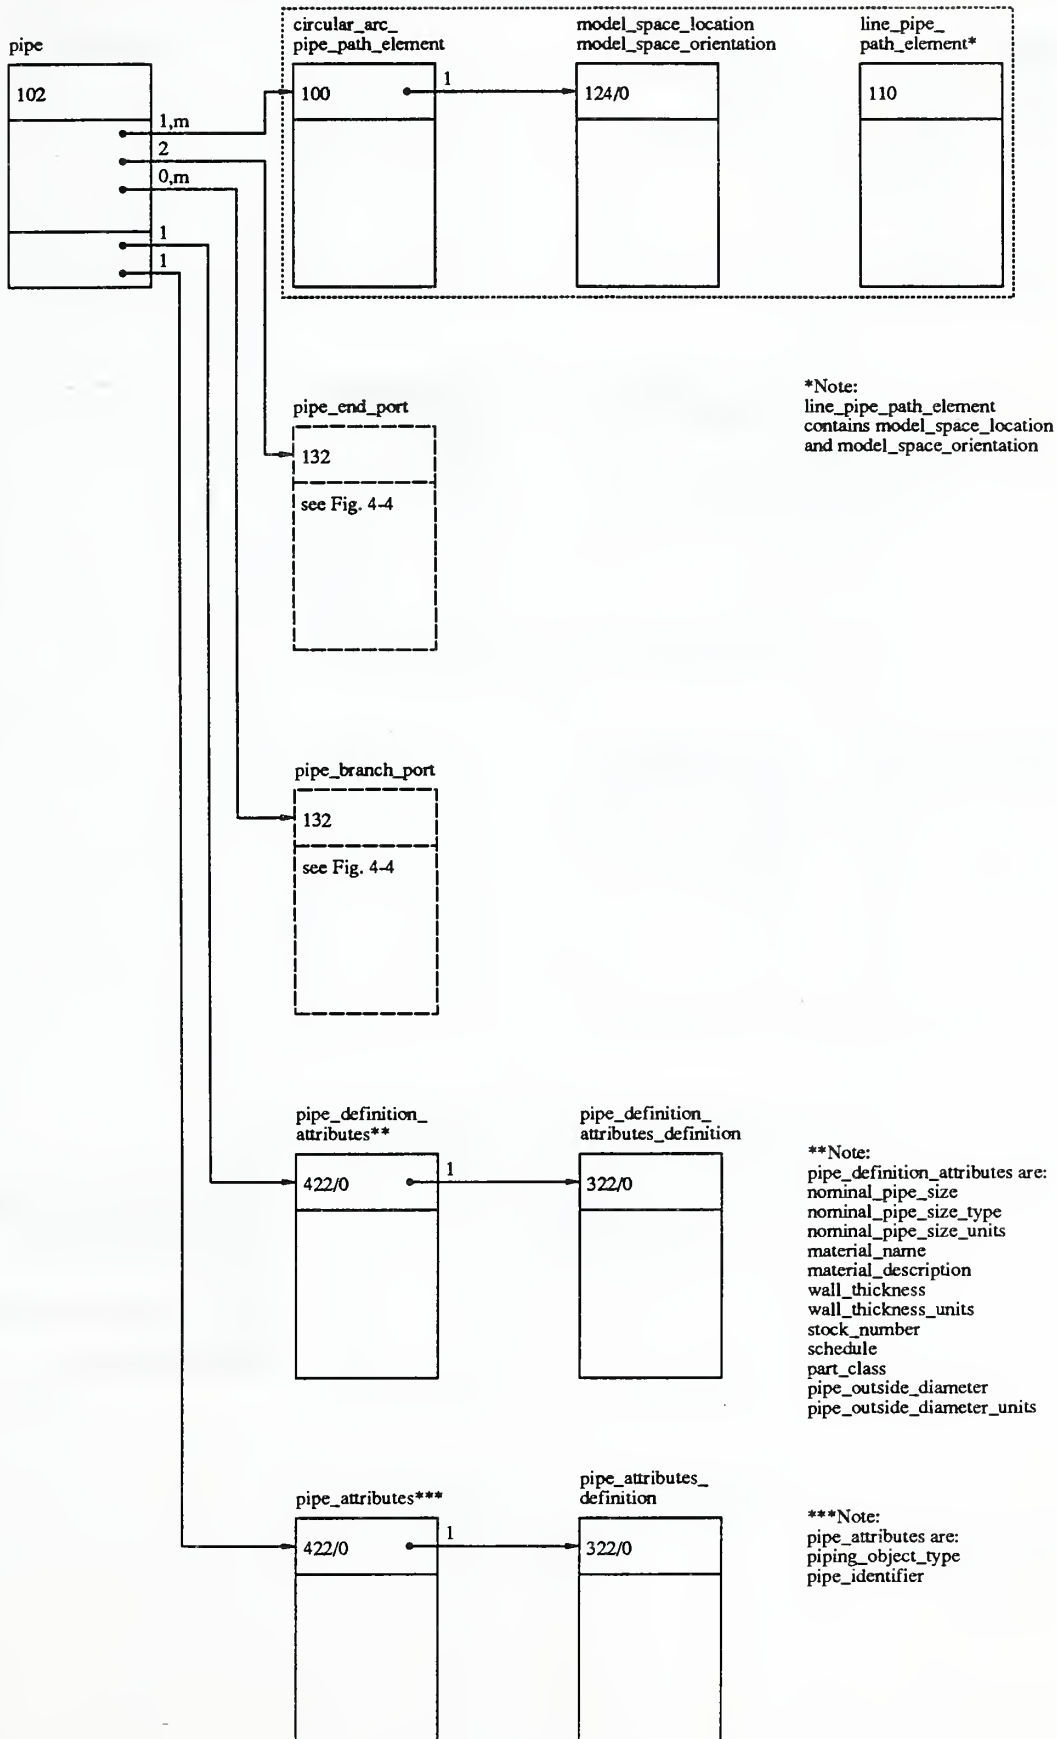 pipe
102
1,m
2
0,m
1
1
circular_arc_
pipe_path_element
100
1
model_space_location
model_space_orientation
124/0
line_pipe_
path_element*
110
*Note:
line_pipe_path_element
contains model_space_location
and model_space_orientation
pipe_end_port
132
see Fig. 4-4
pipe_branch_port
132
see Fig. 4-4
pipe_definition_
attributes**
422/0
1
pipe_definition_
attributes_definition
322/0
**Note:
pipe_definition_attributes are:
nominal_pipe_size
nominal_pipe_size_type
nominal_pipe_size_units
material_name
material_description
wall_thickness
wall_thickness_units
stock_number
schedule
part_class
pipe_outside_diameter
pipe_outside_diameter_units
pipe_attributes***
422/0
1
pipe_attributes_
definition
322/0
***Note:
pipe_attributes are:
piping_object_type
pipe_identifier